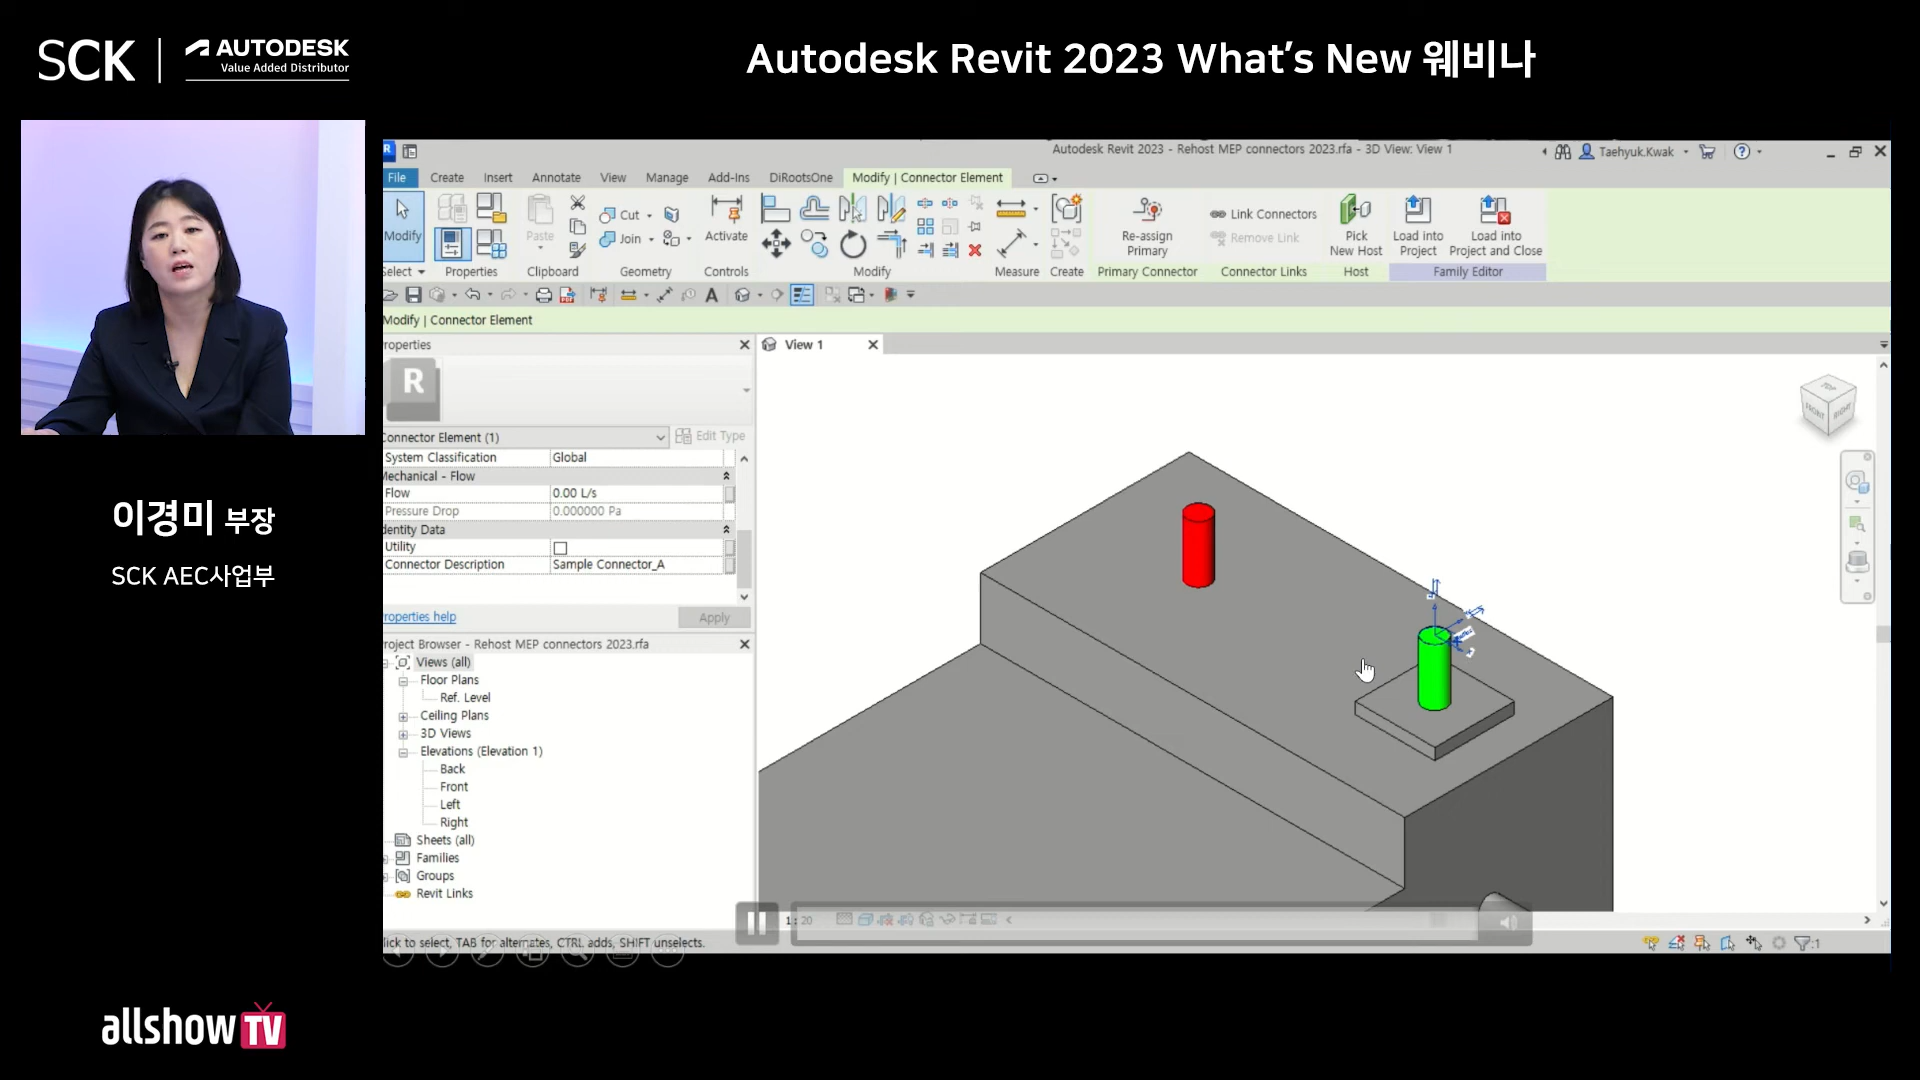 SCK
AUTODESK
Value Added Distributor
Autodesk Revit 2023 What's New 웨비나
이경미 부장
SCK AEC사업부
allshow TV
Autodesk Revit 2023 - Rehost MEP connectors 2023.rfa - 3D View: View 1
Taehyuk.Kwak
File Create Insert Annotate View Manage Add-Ins DiRootsOne Modify | Connector Element
Modify
Paste
Cut
Join
Activate
Re-assign
Primary
Link Connectors
Remove Link
Pick
New Host
Load into
Project
Load into
Project and Close
Select Properties Clipboard Geometry Controls Modify Measure Create Primary Connector Connector Links Host Family Editor
Modify | Connector Element
roperties
R
View 1
Connector Element (1)
Edit Type
System Classification Global
Mechanical - Flow
Flow 0.00 L/s
Pressure Drop 0.000000 Pa
dentity Data
Utility
Connector Description Sample Connector_A
roperties help
Apply
roject Browser - Rehost MEP connectors 2023.rfa
Views (all)
Floor Plans
Ref. Level
Ceiling Plans
3D Views
Elevations (Elevation 1)
Back
Front
Left
Right
Sheets (all)
Families
Groups
Revit Links
TOP
FRONT
RIGHT
1:20
lick to select, TAB for alternates, CTRL adds, SHIFT unselects.
:1